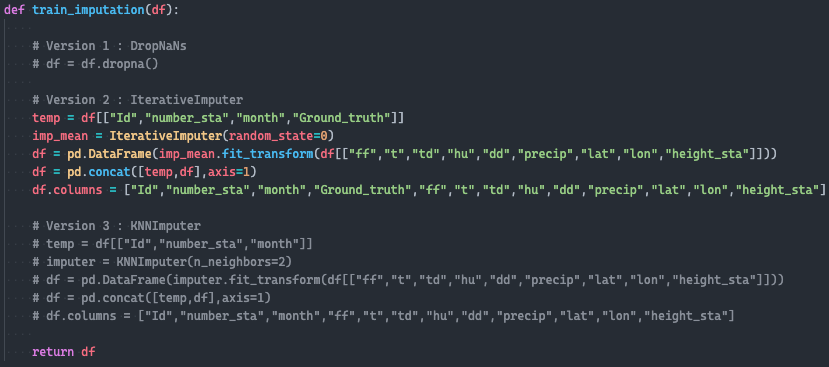 def train_imputation(df):
# Version 1 : DropNaNs
# df = df.dropna()
# Version 2 : IterativeImputer
temp = df[["Id","number_sta","month","Ground_truth"]]
imp_mean = IterativeImputer(random_state=0)
df = pd.DataFrame(imp_mean.fit_transform(df[["ff","t","td","hu","dd","precip","lat","lon","height_sta"]]))
df = pd.concat([temp,df],axis=1)
df.columns = ["Id","number_sta","month","Ground_truth","ff","t","td","hu","dd","precip","lat","lon","height_sta"]
# Version 3 : KNNImputer
# temp = df[["Id","number_sta","month"]]
# imputer = KNNImputer(n_neighbors=2)
# df = pd.DataFrame(imputer.fit_transform(df[["ff","t","td","hu","dd","precip","lat","lon","height_sta"]]))
# df = pd.concat([temp,df],axis=1)
# df.columns = ["Id","number_sta","month","ff","t","td","hu","dd","precip","lat","lon","height_sta"]
return df